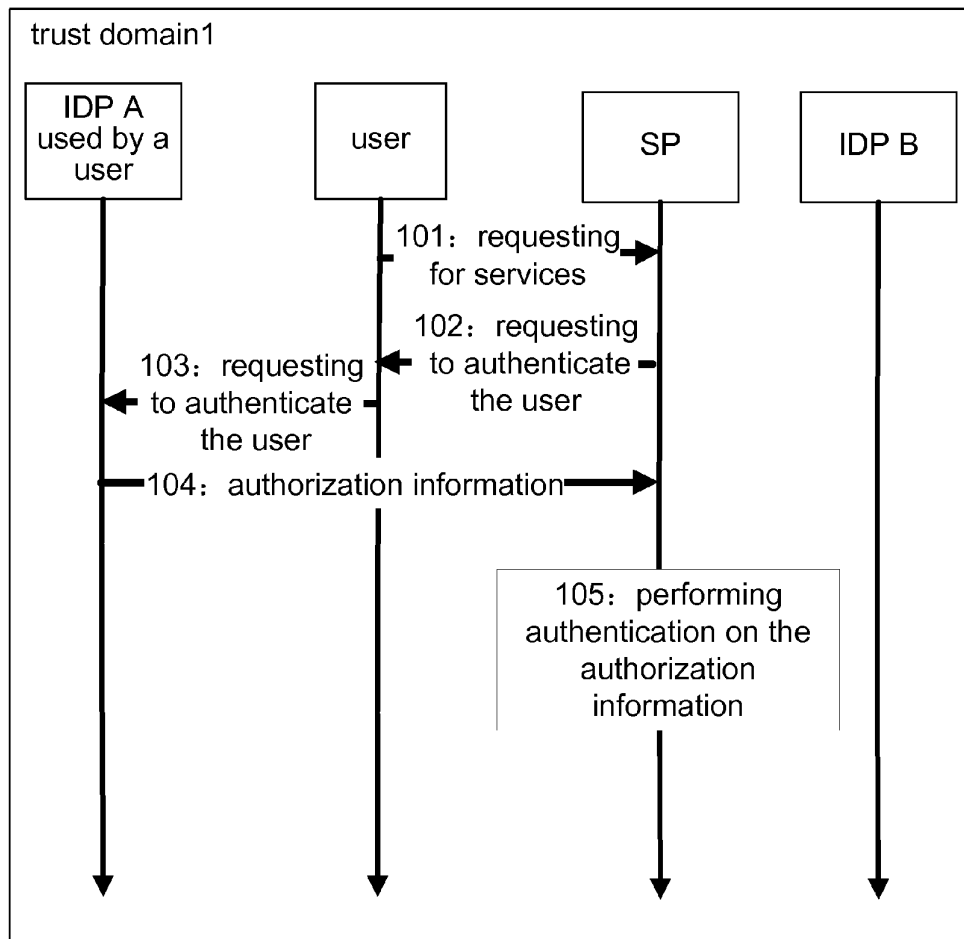 trust domain1
IDP A
used by a
user
user
SP
IDP B
101：requesting
for services
102：requesting
to authenticate
the user
103：requesting
to authenticate
the user
104：authorization information
105：performing
authentication on the
authorization
information